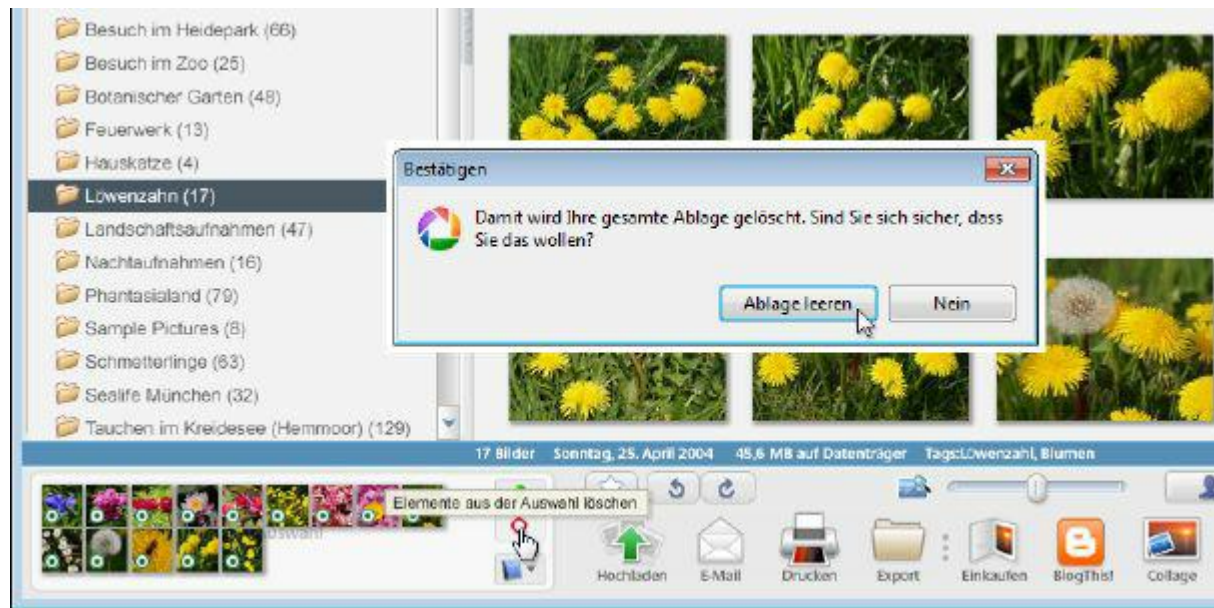 Besuch im Heidepark (66)
Besuch im Zoo (25)
Botanischer Garten (48)
Feuerwerk (13)
Hauskatze (4)
Löwenzahn (17)
Landschaftsaufnahmen (47)
Nachtaufnahmen (16)
Phantasialand (79)
Sample Pictures (8)
Schmetterlinge (63)
Sealife München (32)
Tauchen im Kreidesee (Hemmoor) (129)
Bestätigen
Damit wird Ihre gesamte Ablage gelöscht. Sind Sie sich sicher, dass
Sie das wollen?
Ablage leeren
Nein
17 Bilder Sonntag, 25. April 2004 45,6 MB auf Datenträger Tags:Löwenzahl, Blumen
Elemente aus der Auswahl löschen
Hochladen
E-Mail
Drucken
Export
Einkaufen
BlogThis!
Collage